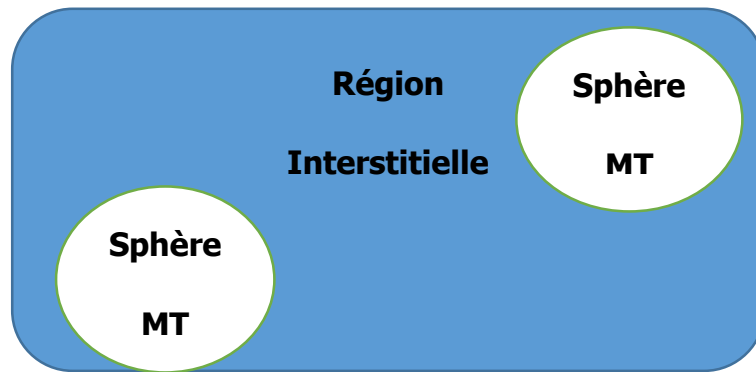 Région
Interstitielle
Sphère
MT
Sphère
MT